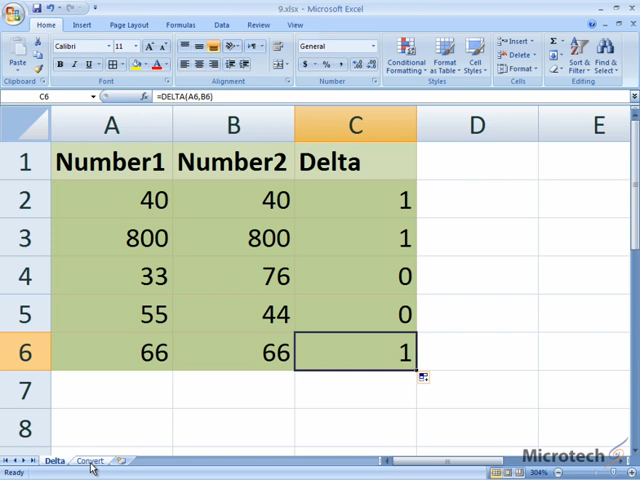 9.xlsx - Microsoft Excel
Home Insert Page Layout Formulas Data Review View
Calibri 11 General Insert
Paste Conditional Formatting Format as Table Cell Styles Delete Sort & Filter Find & Select
Format
Clipboard Font Alignment Number Styles Cells Editing
C6 fx =DELTA(A6,B6)
A B C D E
1 Number1 Number2 Delta
2 40 40 1
3 800 800 1
4 33 76 0
5 55 44 0
6 66 66 1
7
8
Delta Convert Microtech
Ready 304%